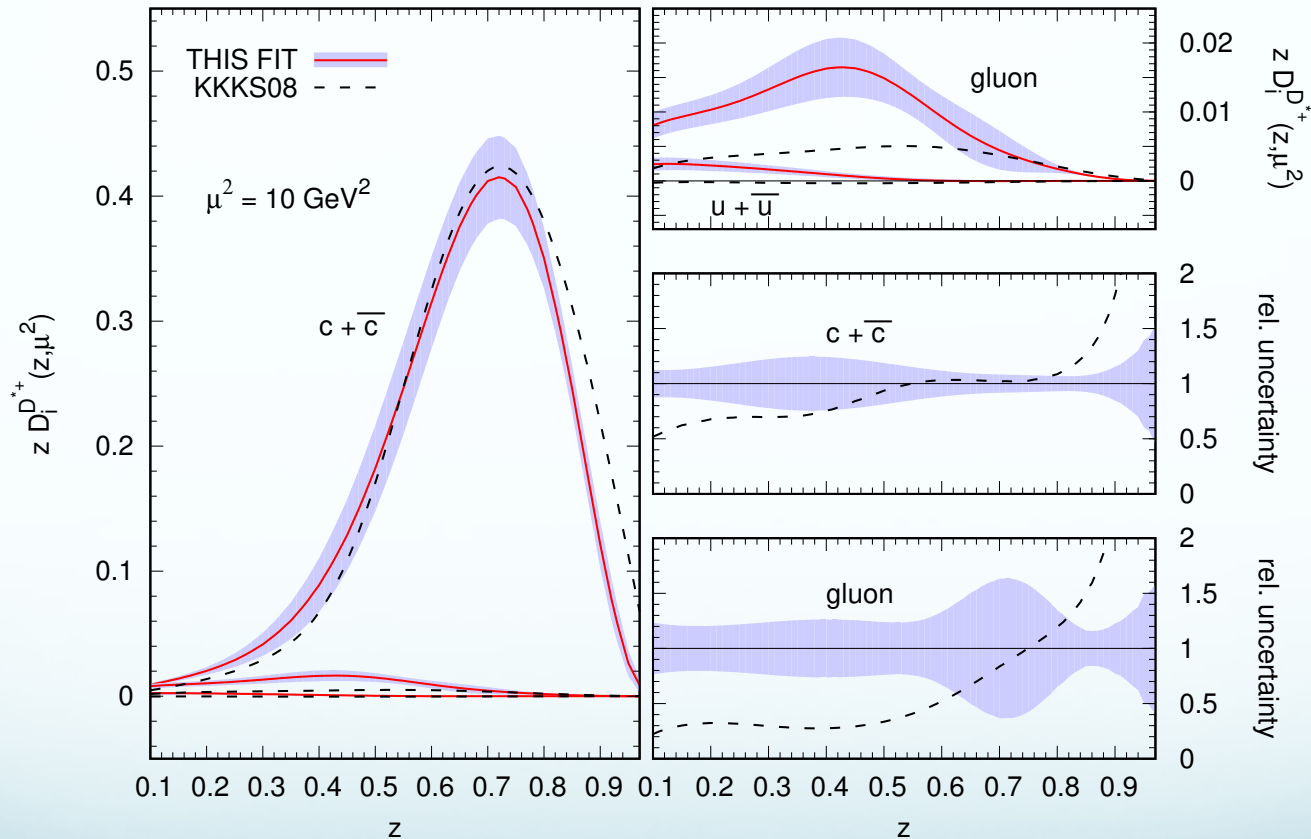 THIS FIT
KKKS08
μ² = 10 GeV²
c + c̅
z D_i^{D*+} (z,μ²)
0.5
0.4
0.3
0.2
0.1
0
0.1 0.2 0.3 0.4 0.5 0.6 0.7 0.8 0.9
z
gluon
u + u̅
0.02
0.01
0
z D_i^{D*+} (z,μ²)
c + c̅
2
1.5
1
0.5
0
rel. uncertainty
gluon
2
1.5
1
0.5
0
rel. uncertainty
0.1 0.2 0.3 0.4 0.5 0.6 0.7 0.8 0.9
z